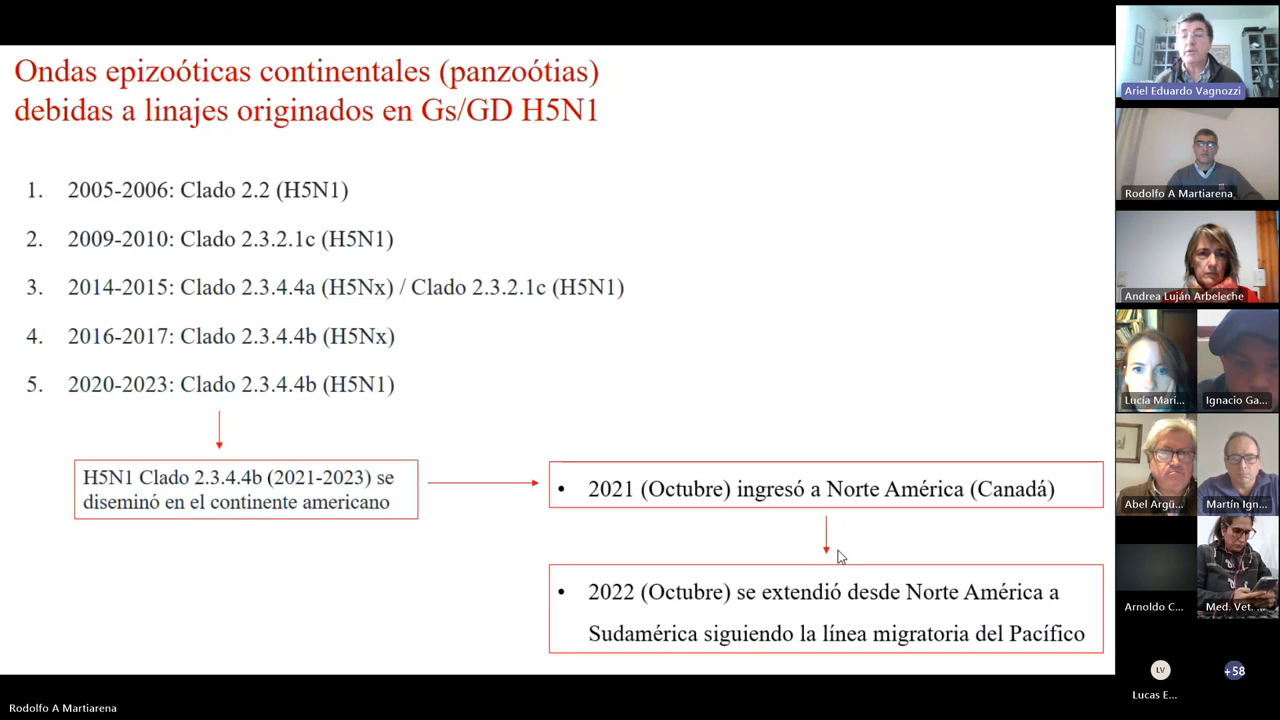 Ondas epizoóticas continentales (panzoótias)
debidas a linajes originados en Gs/GD H5N1
1. 2005-2006: Clado 2.2 (H5N1)
2. 2009-2010: Clado 2.3.2.1c (H5N1)
3. 2014-2015: Clado 2.3.4.4a (H5Nx) / Clado 2.3.2.1c (H5N1)
4. 2016-2017: Clado 2.3.4.4b (H5Nx)
5. 2020-2023: Clado 2.3.4.4b (H5N1)
H5N1 Clado 2.3.4.4b (2021-2023) se
diseminó en el continente americano
• 2021 (Octubre) ingresó a Norte América (Canadá)
• 2022 (Octubre) se extendió desde Norte América a
Sudamérica siguiendo la línea migratoria del Pacífico
Ariel Eduardo Vagnozzi
Rodolfo A Martiarena
Andrea Luján Arbeleche
Lucía Mari...
Ignacio Ga...
Abel Argü...
Martín Ign...
Arnoldo C...
Med. Vet. ...
LV
+58
Lucas E...
Rodolfo A Martiarena